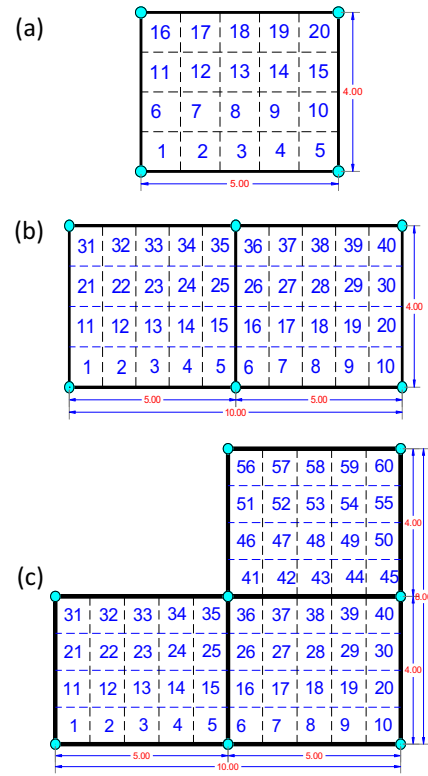 (a)
16 17 18 19 20
11 12 13 14 15
4.00
6 7 8 9 10
1 2 3 4 5
5.00
(b)
31 32 33 34 35 36 37 38 39 40
21 22 23 24 25 26 27 28 29 30
4.00
11 12 13 14 15 16 17 18 19 20
1 2 3 4 5 6 7 8 9 10
5.00 5.00
10.00
56 57 58 59 60
51 52 53 54 55
4.00
46 47 48 49 50
41 42 43 44 45
(c)
8.00
31 32 33 34 35 36 37 38 39 40
21 22 23 24 25 26 27 28 29 30
4.00
11 12 13 14 15 16 17 18 19 20
1 2 3 4 5 6 7 8 9 10
5.00 5.00
10.00